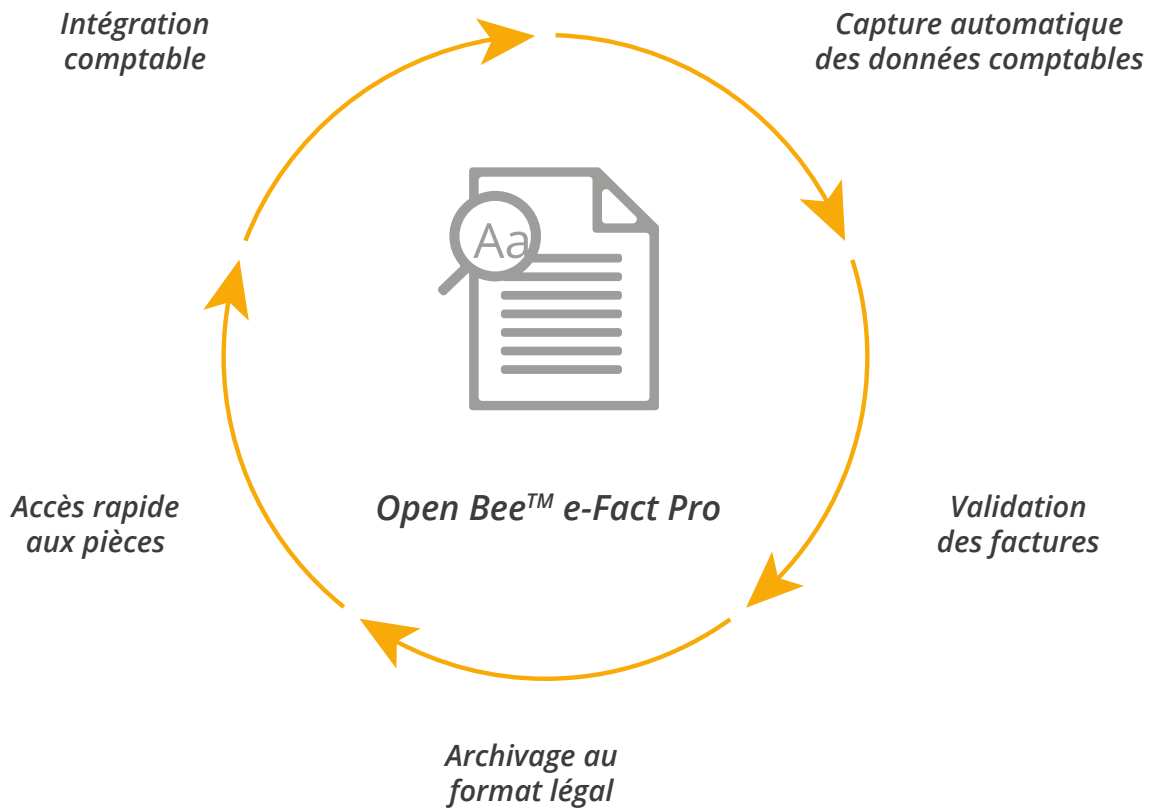 Intégration
comptable
Capture automatique
des données comptables
Aa
Open Bee™ e-Fact Pro
Accès rapide
aux pièces
Validation
des factures
Archivage au
format légal